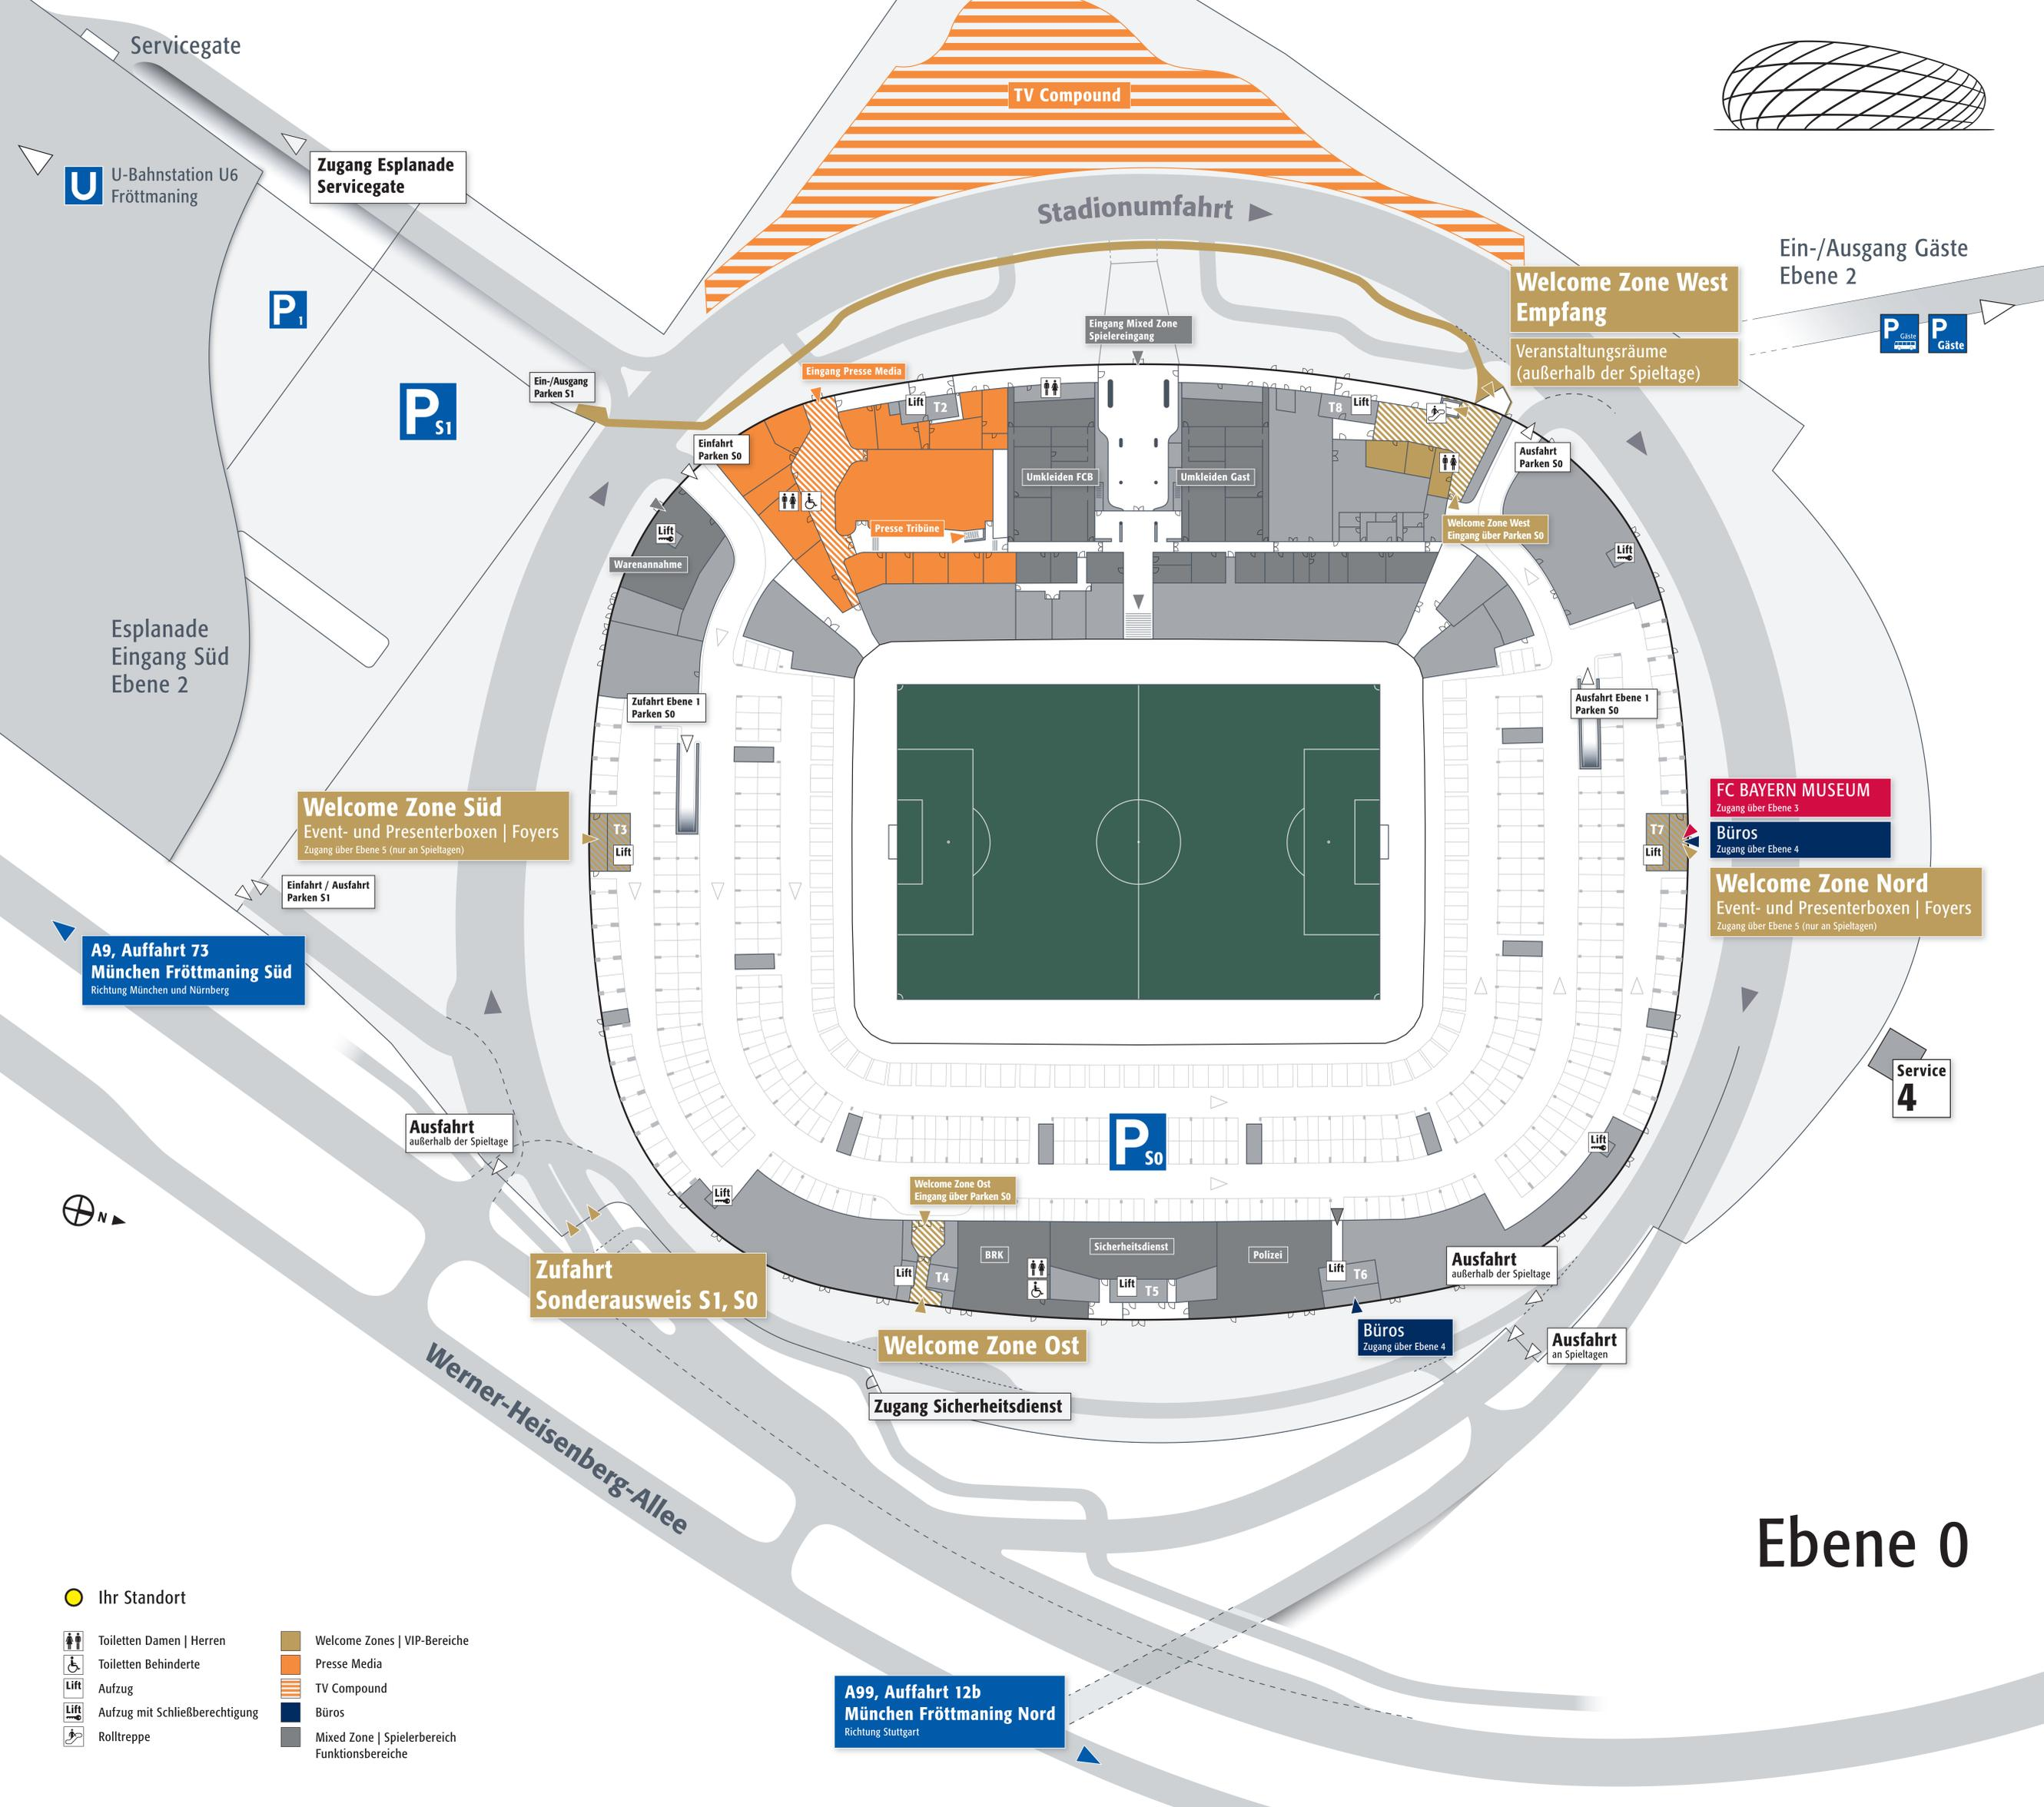 Servicegate
TV Compound
Zugang Esplanade
Servicegate
U
U-Bahnstation U6
Fröttmaning
Stadionumfahrt
Ein-/Ausgang Gäste
Ebene 2
Welcome Zone West
Empfang
Veranstaltungsräume
(außerhalb der Spieltage)
P
Gäste
P
Gäste
P1
Eingang Mixed Zone
Spielereingang
Eingang Presse Media
Ein-/Ausgang
Parken S1
P S1
Lift
T2
T8
Lift
Einfahrt
Parken S0
Ausfahrt
Parken S0
Umkleiden FCB
Umkleiden Gast
Presse Tribüne
Welcome Zone West
Eingang über Parken S0
Lift
Warenannahme
Lift
Esplanade
Eingang Süd
Ebene 2
Zufahrt Ebene 1
Parken S0
Ausfahrt Ebene 1
Parken S0
Welcome Zone Süd
Event- und Presenterboxen | Foyers
Zugang über Ebene 5 (nur an Spieltagen)
T3
Lift
T7
Lift
FC BAYERN MUSEUM
Zugang über Ebene 3
Büros
Zugang über Ebene 4
Welcome Zone Nord
Event- und Presenterboxen | Foyers
Zugang über Ebene 5 (nur an Spieltagen)
Einfahrt / Ausfahrt
Parken S1
A9, Auffahrt 73
München Fröttmaning Süd
Richtung München und Nürnberg
Service
4
Ausfahrt
außerhalb der Spieltage
P S0
Lift
Lift
N
Welcome Zone Ost
Eingang über Parken S0
Zufahrt
Sonderausweis S1, S0
Lift
T4
BRK
Sicherheitsdienst
Lift
T5
Polizei
Lift
T6
Ausfahrt
außerhalb der Spieltage
Welcome Zone Ost
Büros
Zugang über Ebene 4
Ausfahrt
an Spieltagen
Zugang Sicherheitsdienst
Werner-Heisenberg-Allee
Ebene 0
A99, Auffahrt 12b
München Fröttmaning Nord
Richtung Stuttgart
Ihr Standort
Toiletten Damen | Herren
Toiletten Behinderte
Lift
Aufzug
Lift
Aufzug mit Schließberechtigung
Rolltreppe
Welcome Zones | VIP-Bereiche
Presse Media
TV Compound
Büros
Mixed Zone | Spielerbereich
Funktionsbereiche